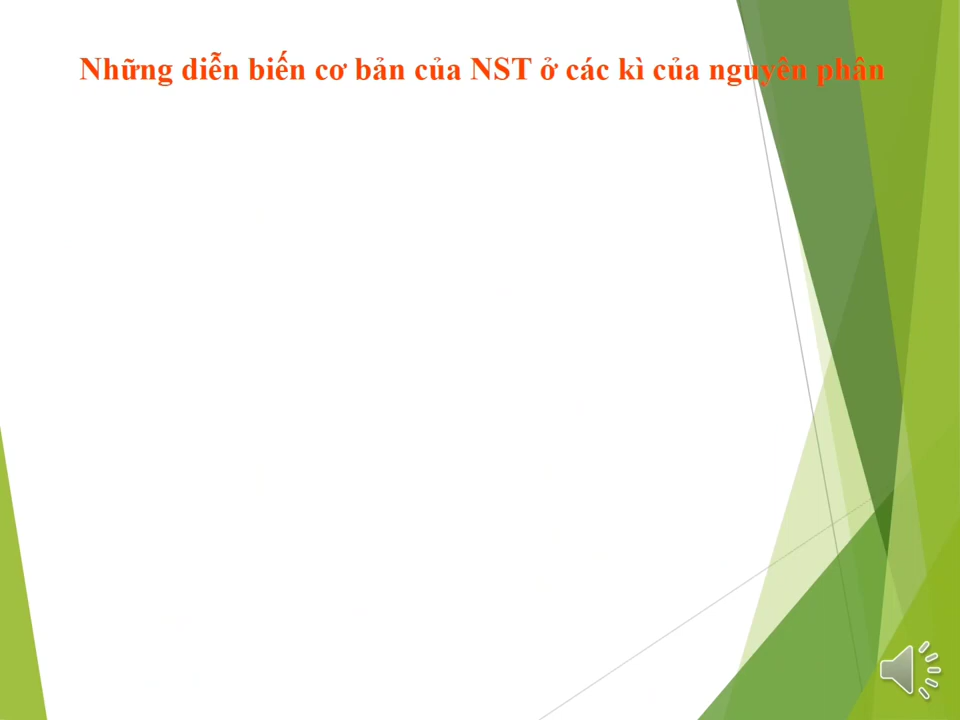 Những diễn biến cơ bản của NST ở các kì của nguyên phân